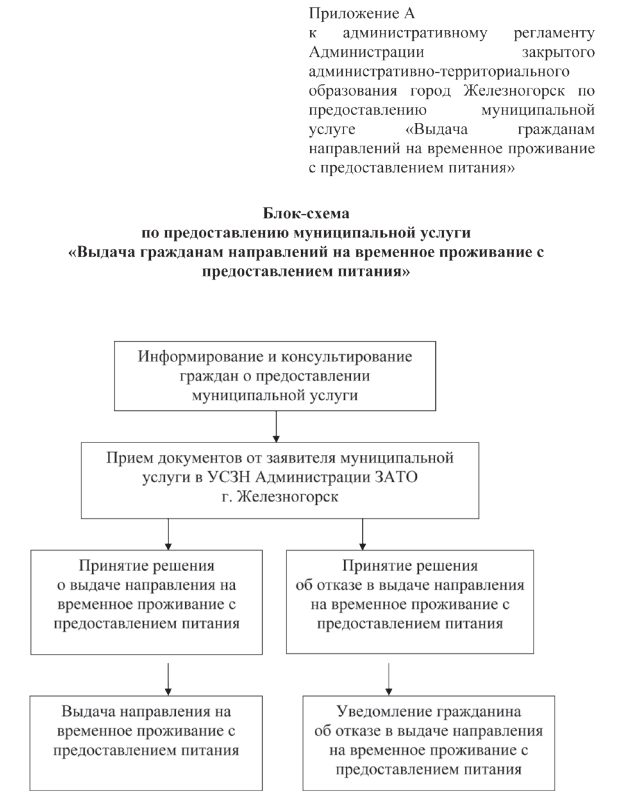 Приложение А
к административному регламенту
Администрации закрытого
административно-территориального
образования город Железногорск по
предоставлению муниципальной
услуге «Выдача гражданам
направлений на временное проживание
с предоставлением питания»
Блок-схема
по предоставлению муниципальной услуги
«Выдача гражданам направлений на временное проживание с
предоставлением питания»
Информирование и консультирование
граждан о предоставлении
муниципальной услуги
Прием документов от заявителя муниципальной
услуги в УСЗН Администрации ЗАТО
г. Железногорск
Принятие решения
о выдаче направления на
временное проживание с
предоставлением питания
Принятие решения
об отказе в выдаче направления
на временное проживание с
предоставлением питания
Выдача направления на
временное проживание с
предоставлением питания
Уведомление гражданина
об отказе в выдаче направления
на временное проживание с
предоставлением питания